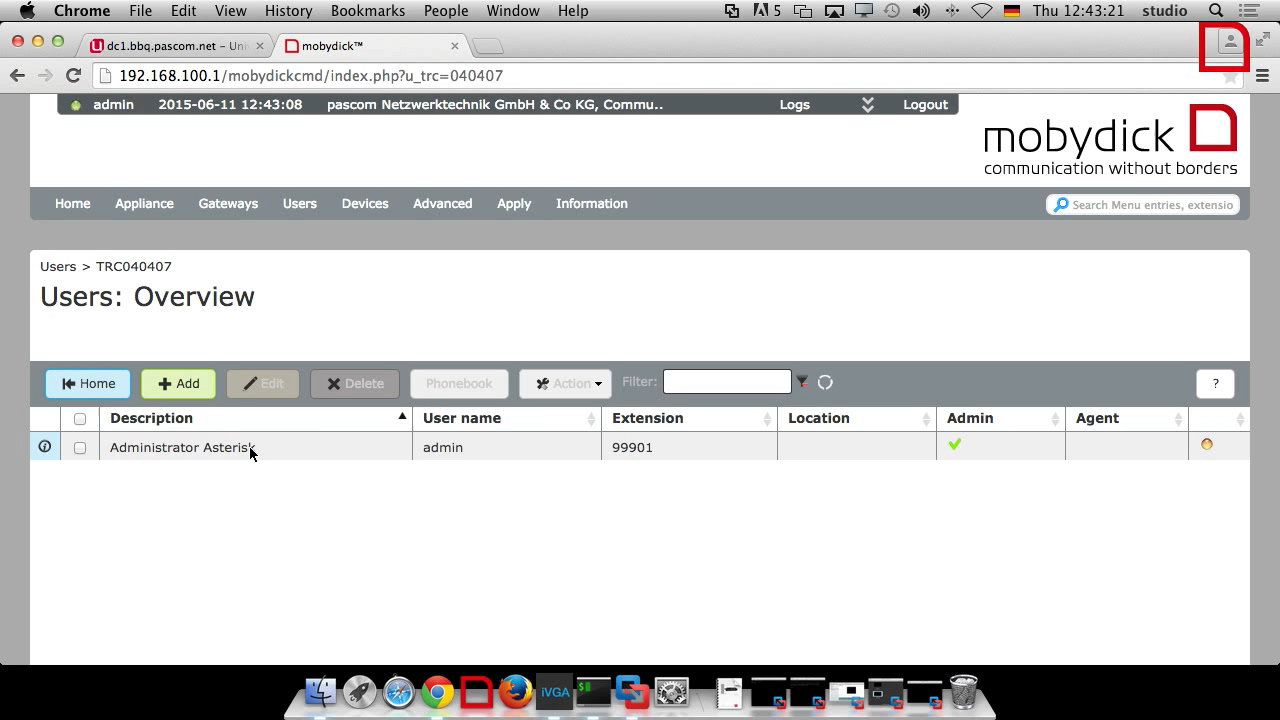 Chrome File Edit View History Bookmarks People Window Help 5 Thu 12:43:21 studio
dc1.bbq.pascom.net – Uni mobydick™
192.168.100.1/mobydickcmd/index.php?u_trc=040407
admin 2015-06-11 12:43:08 pascom Netzwerktechnik GmbH & Co KG, Commu.. Logs Logout
mobydick
communication without borders
Home Appliance Gateways Users Devices Advanced Apply Information Search Menu entries, extensio
Users > TRC040407
Users: Overview
Home Add Edit Delete Phonebook Action Filter: ?
Description User name Extension Location Admin Agent
Administrator Asterisk admin 99901
iVGA